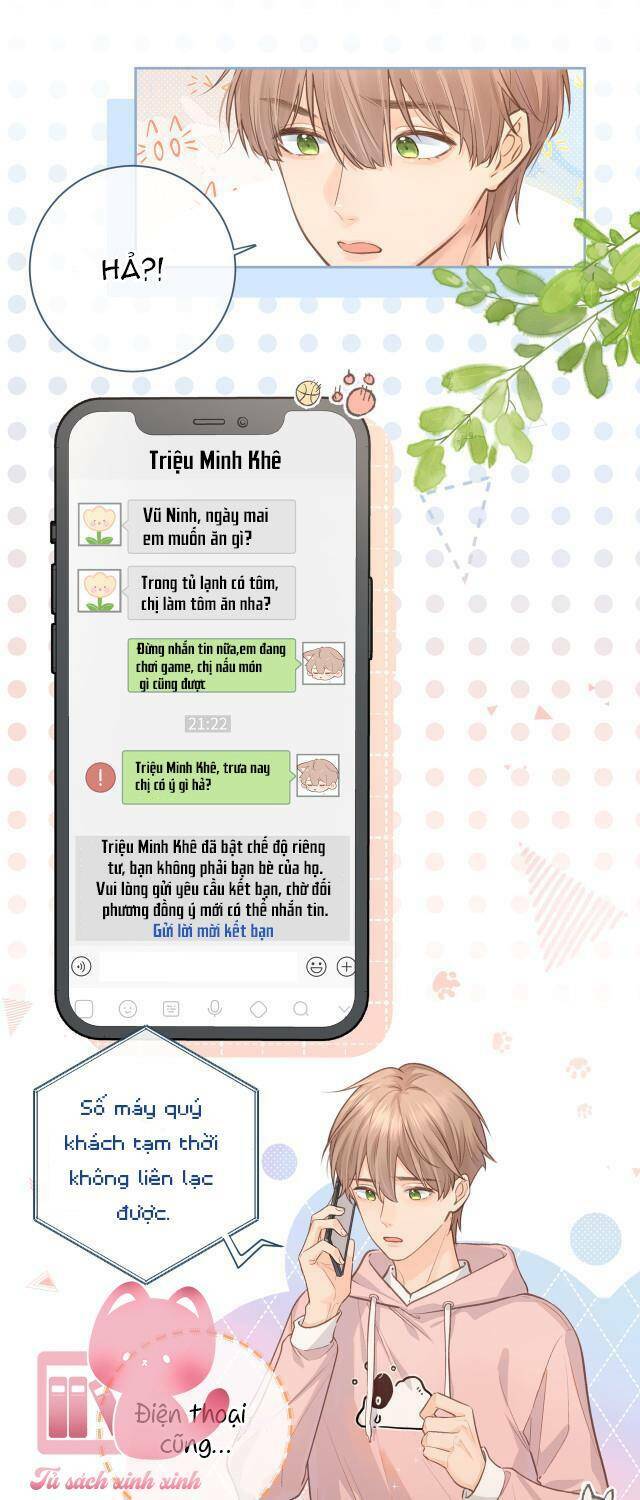 HẢ?!
Triệu Minh Khê
Vũ Ninh, ngày mai
em muốn ăn gì?
Trong tủ lạnh có tôm,
chị làm tôm ăn nha?
Đừng nhắn tin nữa,em đang
chơi game, chị nấu món
gì cũng được
21:22
Triệu Minh Khê, trưa nay
chị có ý gì hả?
Triệu Minh Khê đã bật chế độ riêng
tư, bạn không phải bạn bè của họ.
Vui lòng gửi yêu cầu kết bạn, chờ đối
phương đồng ý mới có thể nhắn tin.
Gửi lời mời kết bạn
Số máy quý
khách tạm thời
không liên lạc
được.
Điện thoại
cũng...
Tủ sách xinh xinh